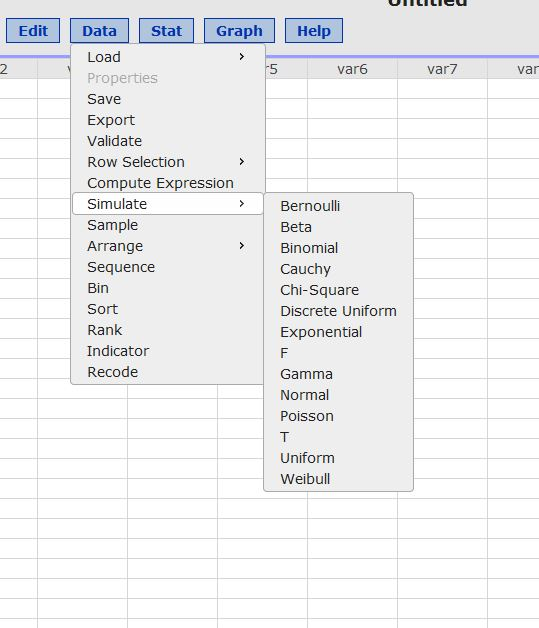 Untitled
Edit Data Stat Graph Help
2 var6 var7
Load
Properties
Save
Export
Validate
Row Selection
Compute Expression
Simulate
Sample
Arrange
Sequence
Bin
Sort
Rank
Indicator
Recode
Bernoulli
Beta
Binomial
Cauchy
Chi-Square
Discrete Uniform
Exponential
F
Gamma
Normal
Poisson
T
Uniform
Weibull